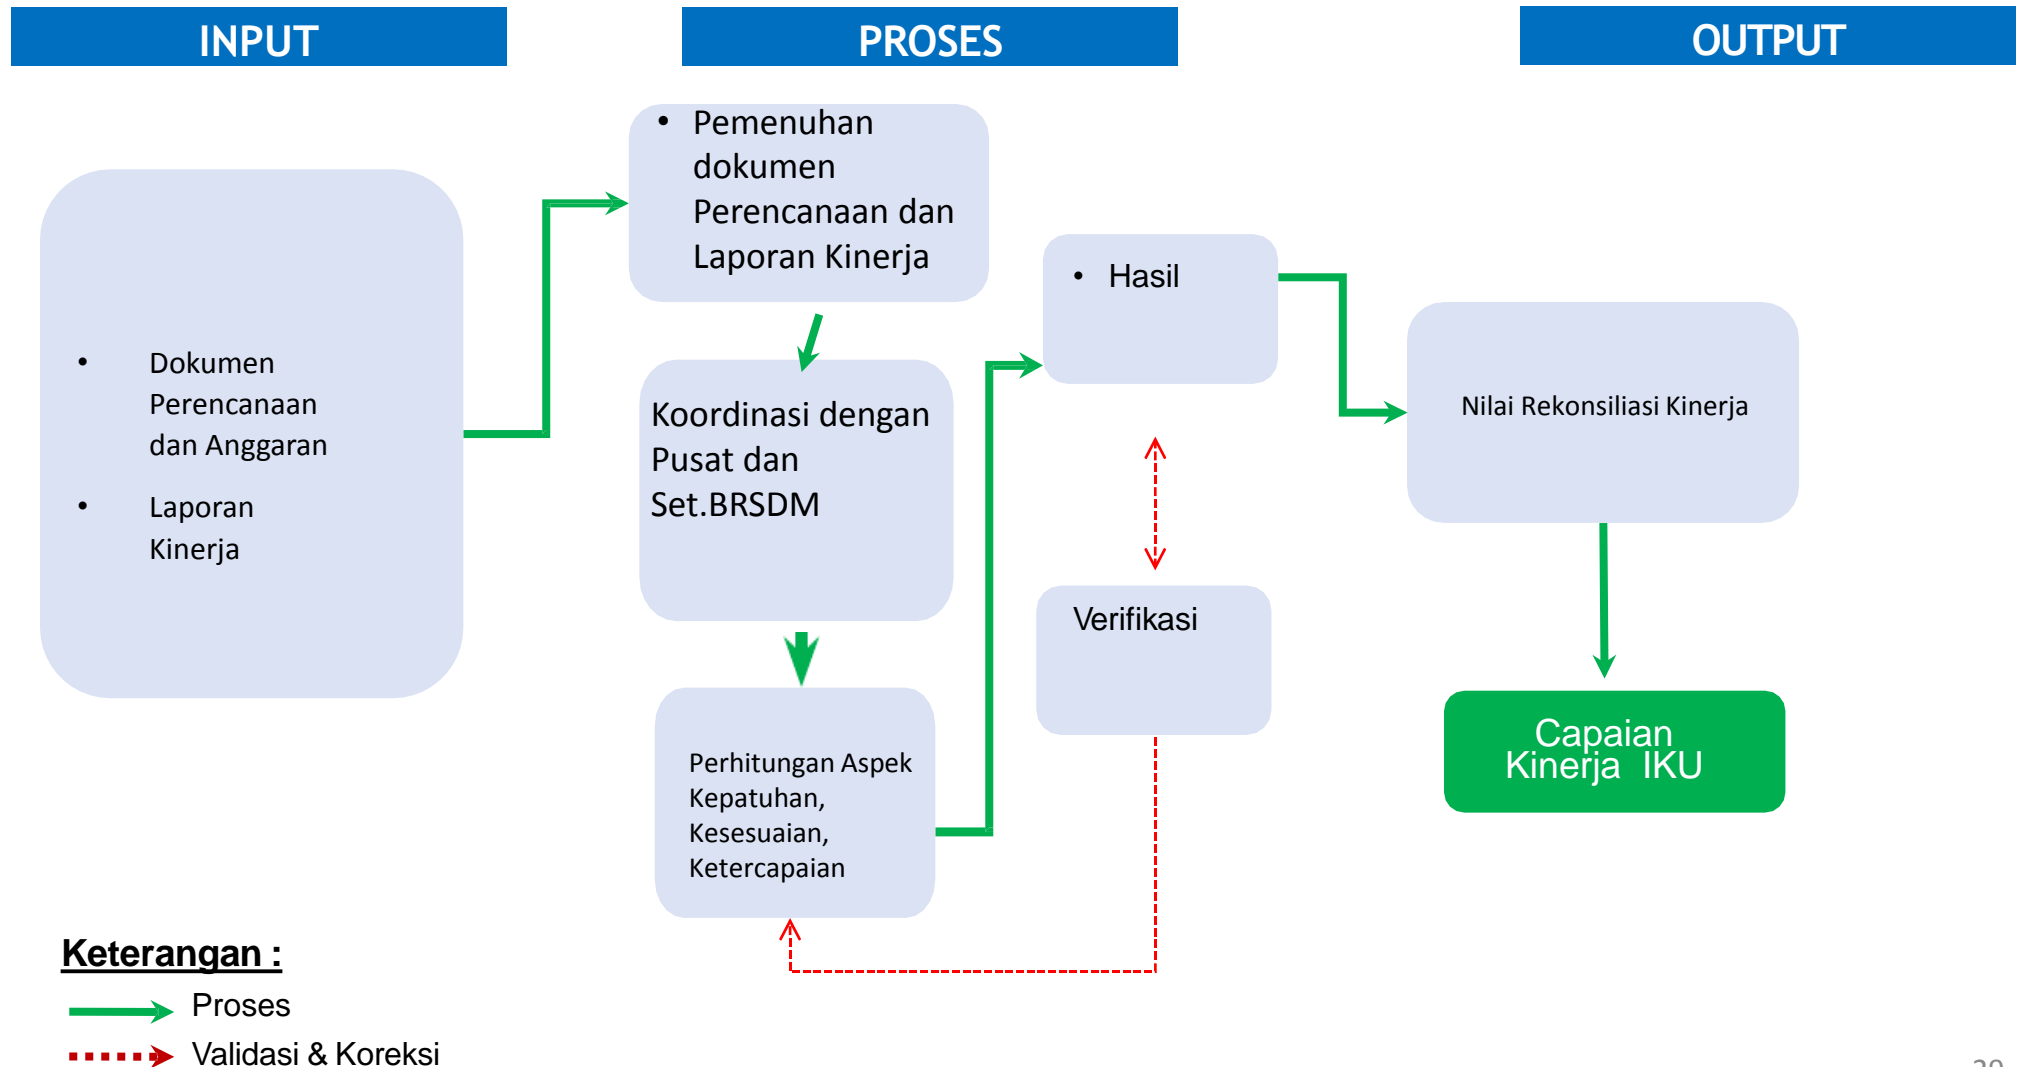 INPUT
PROSES
OUTPUT
• Dokumen
Perencanaan
dan Anggaran
• Laporan
Kinerja
• Pemenuhan
dokumen
Perencanaan dan
Laporan Kinerja
Koordinasi dengan
Pusat dan
Set.BRSDM
Perhitungan Aspek
Kepatuhan,
Kesesuaian,
Ketercapaian
• Hasil
Verifikasi
Nilai Rekonsiliasi Kinerja
Capaian
Kinerja IKU
Keterangan :
Proses
Validasi & Koreksi